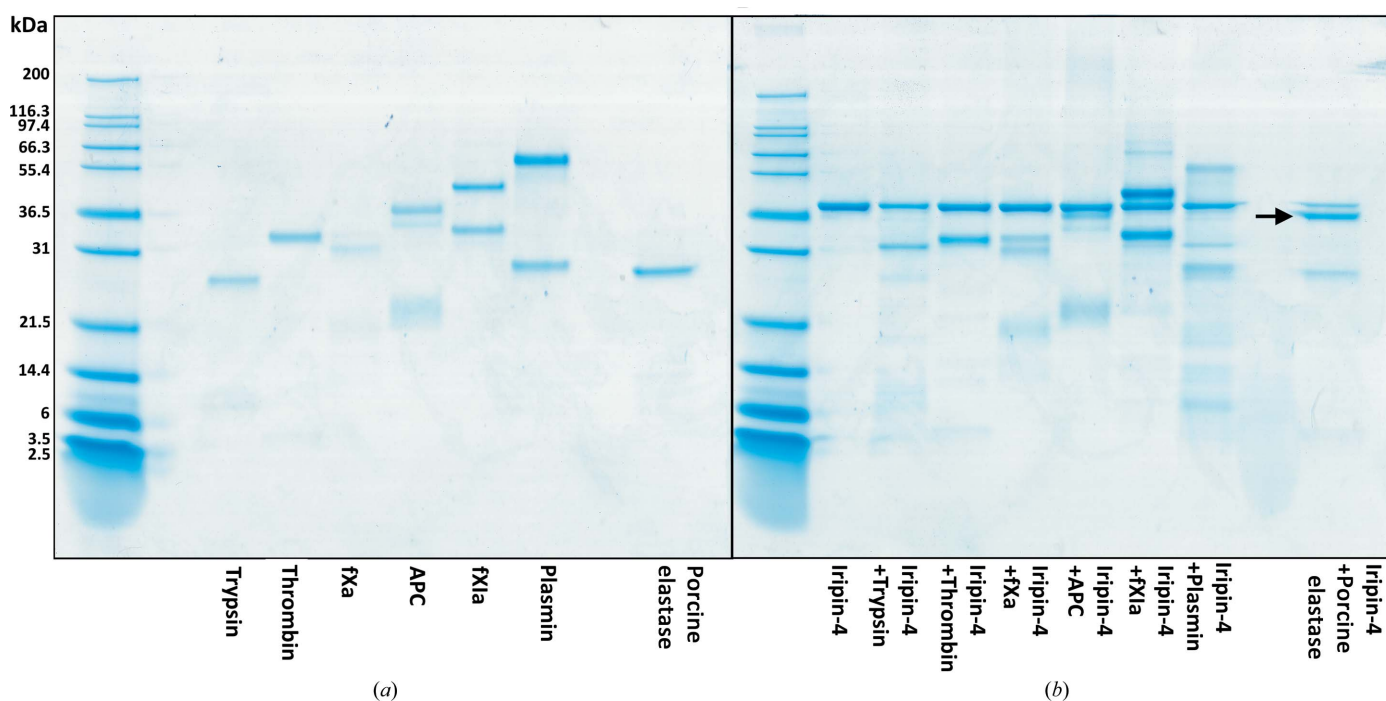 kDa
200
116.3
97.4
66.3
55.4
36.5
31
21.5
14.4
6
3.5
2.5
Trypsin
Thrombin
fXa
APC
fXIa
Plasmin
Porcine
elastase
(a)
Iripin-4
Iripin-4
+Trypsin
Iripin-4
+Thrombin
Iripin-4
+fXa
Iripin-4
+APC
Iripin-4
+fXIa
Iripin-4
+Plasmin
Iripin-4
+Porcine
elastase
(b)